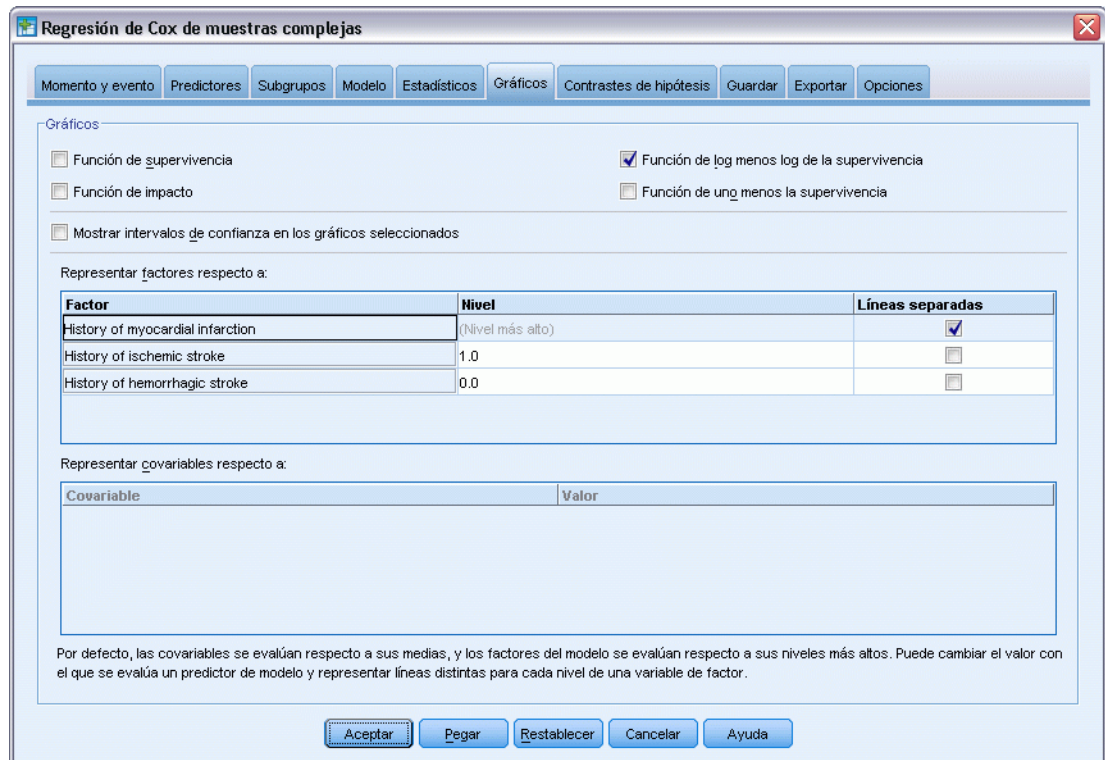 Regresión de Cox de muestras complejas
Momento y evento Predictores Subgrupos Modelo Estadísticos Gráficos Contrastes de hipótesis Guardar Exportar Opciones
Gráficos
Función de supervivencia
Función de log menos log de la supervivencia
Función de impacto
Función de uno menos la supervivencia
Mostrar intervalos de confianza en los gráficos seleccionados
Representar factores respecto a:
Factor Nivel Líneas separadas
History of myocardial infarction (Nivel más alto)
History of ischemic stroke 1.0
History of hemorrhagic stroke 0.0
Representar covariables respecto a:
Covariable Valor
Por defecto, las covariables se evalúan respecto a sus medias, y los factores del modelo se evalúan respecto a sus niveles más altos. Puede cambiar el valor con
el que se evalúa un predictor de modelo y representar líneas distintas para cada nivel de una variable de factor.
Aceptar Pegar Restablecer Cancelar Ayuda